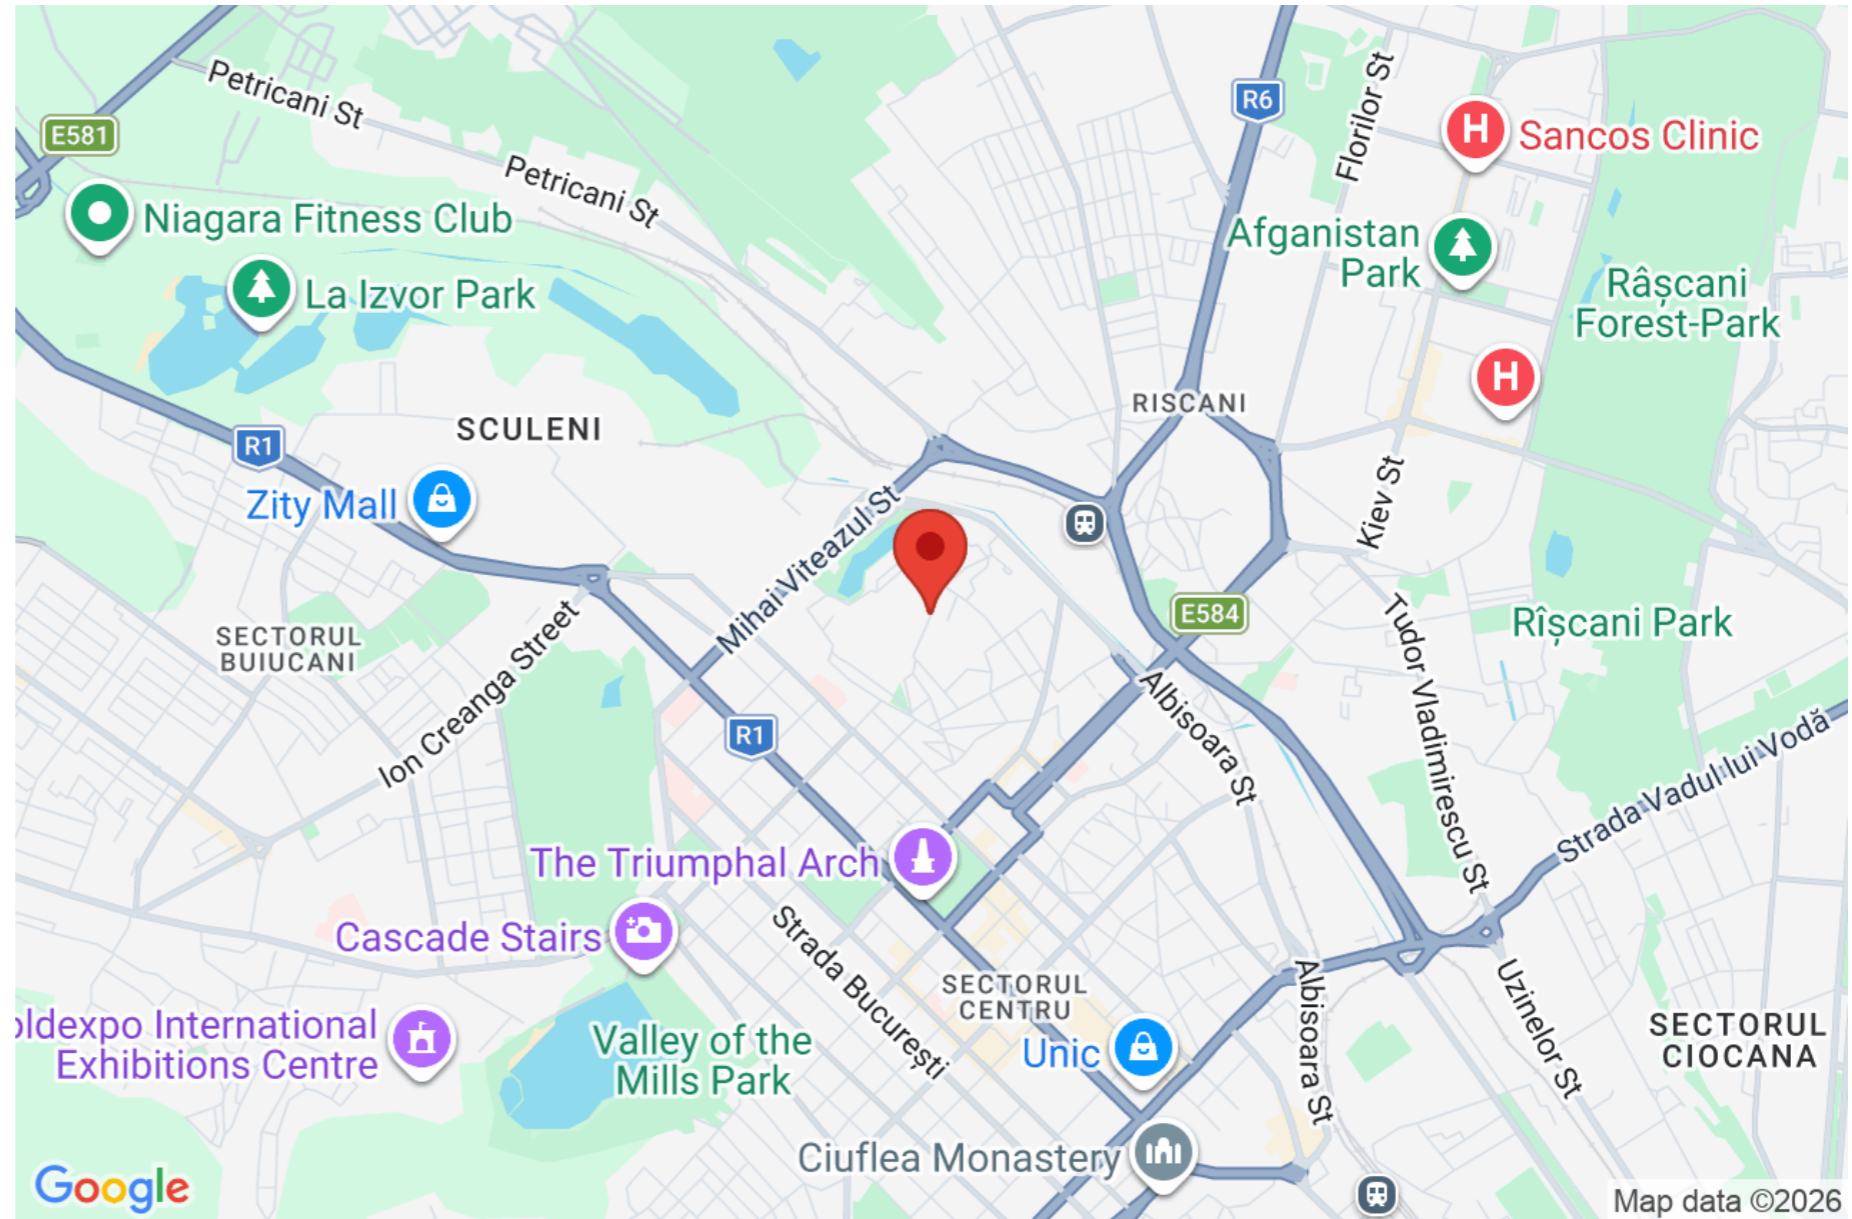 Petricani St
E581
Petricani St
Niagara Fitness Club
La Izvor Park
R6
Florilor St
Sancos Clinic
H
Afganistan
Park
Râșcani
Forest-Park
H
RISCANI
SCULENI
R1
Zity Mall
Mihai Viteazul St
Kiev St
E584
Rîșcani Park
SECTORUL
BUIUCANI
Ion Creanga Street
Tudor Vladimirescu St
R1
Albisoara St
Strada Vadul lui Vodă
The Triumphal Arch
Cascade Stairs
Strada București
SECTORUL
CENTRU
Albisoara St
Uzinelor St
SECTORUL
CIOCANA
oldexpo International
Exhibitions Centre
Valley of the
Mills Park
Unic
Ciuflea Monastery
Google
Map data ©2026